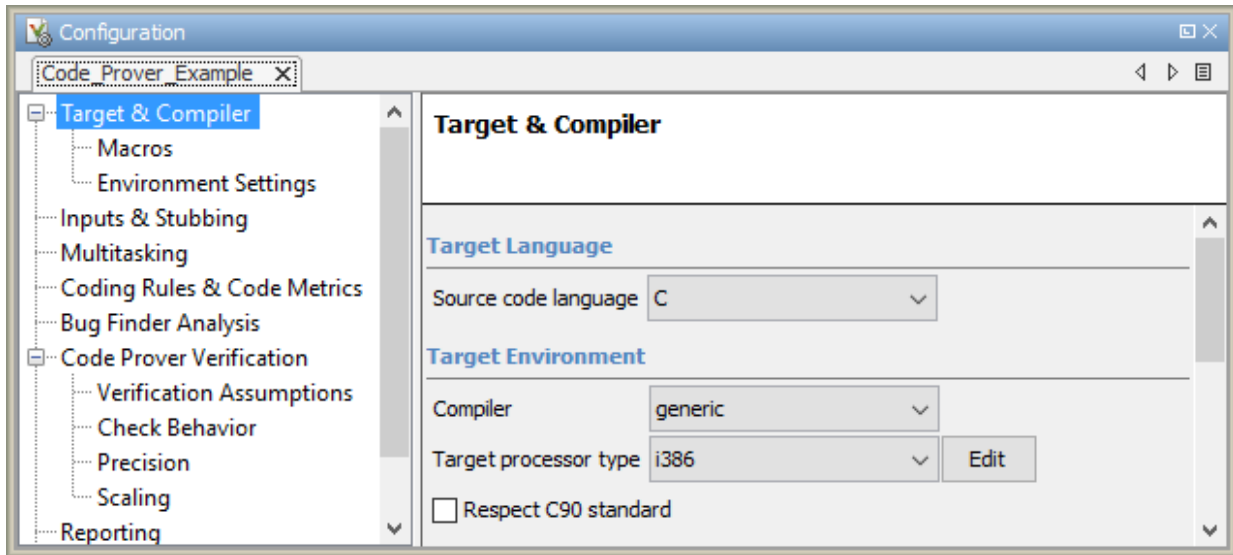 Configuration
Code_Prover_Example
Target & Compiler
Macros
Environment Settings
Inputs & Stubbing
Multitasking
Coding Rules & Code Metrics
Bug Finder Analysis
Code Prover Verification
Verification Assumptions
Check Behavior
Precision
Scaling
Reporting
Target & Compiler
Target Language
Source code language C
Target Environment
Compiler generic
Target processor type i386 Edit
Respect C90 standard